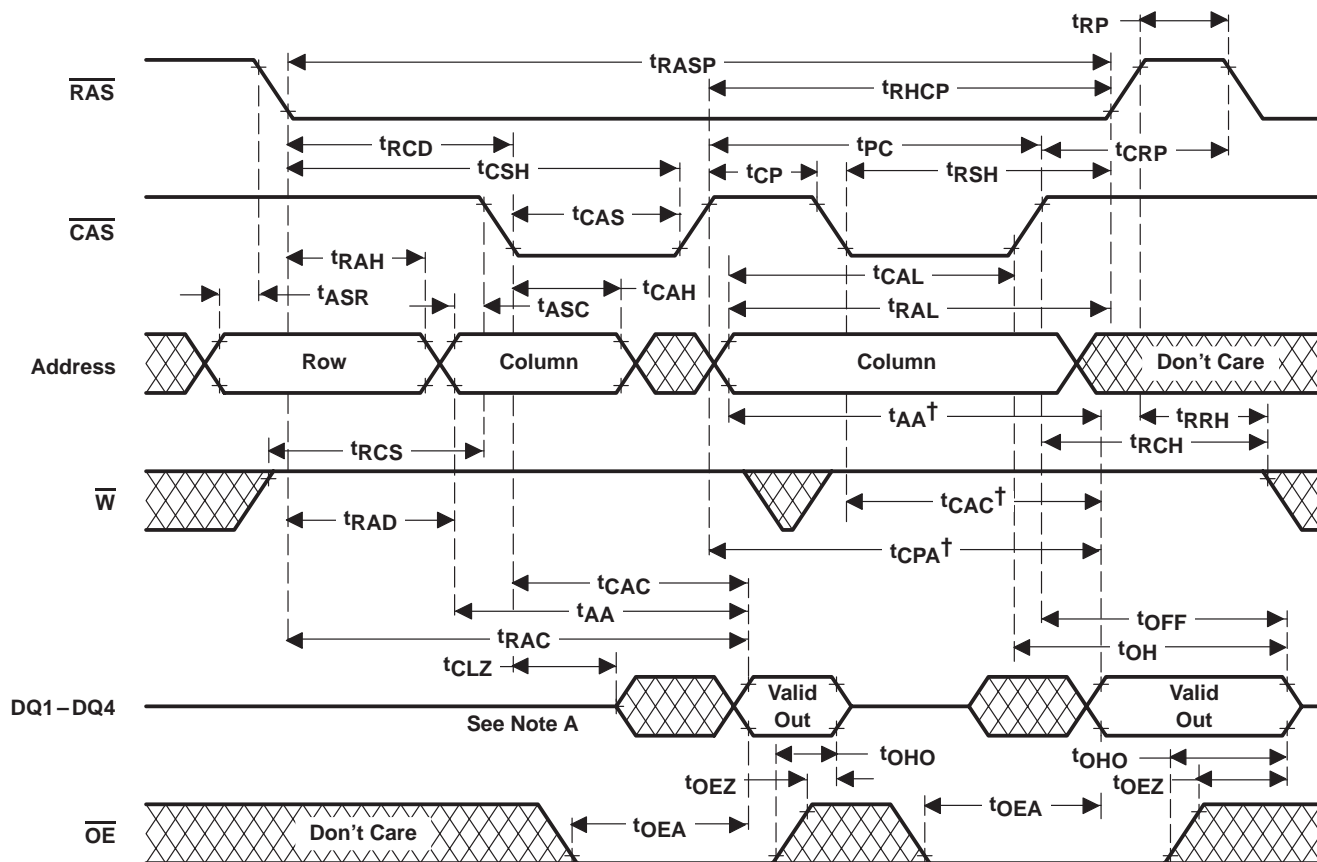 tRP
RAS
tRASP
tRHCP
tRCD
tPC
tCRP
tCSH
tCP
tRSH
CAS
tCAS
tRAH
tCAL
tASR
tASC
tCAH
tRAL
Address
Row
Column
Column
Don't Care
tAA†
tRRH
tRCS
tRCH
W
tCAC†
tRAD
tCPA†
tCAC
tAA
tOFF
tRAC
tOH
tCLZ
DQ1–DQ4
See Note A
Valid
Out
Valid
Out
tOHO
tOHO
tOEZ
tOEZ
OE
Don't Care
tOEA
tOEA